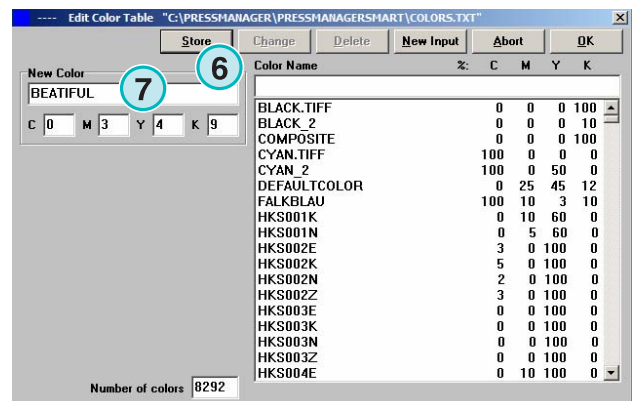 ---- Edit Color Table "C:\PRESSMANAGER\PRESSMANAGERSMART\COLORS.TXT" ×
Store Change Delete New Input Abort OK
6
New Color
BEATIFUL
7
C 0 M 3 Y 4 K 9
Color Name %: C M Y K
BLACK.TIFF 0 0 0 100
BLACK_2 0 0 0 10
COMPOSITE 0 0 0 100
CYAN.TIFF 100 0 0 0
CYAN_2 100 0 50 0
DEFAULTCOLOR 0 25 45 12
FALKBLAU 100 10 3 10
HKS001K 0 10 60 0
HKS001N 0 5 60 0
HKS002E 3 0 100 0
HKS002K 5 0 100 0
HKS002N 2 0 100 0
HKS002Z 3 0 100 0
HKS003E 0 0 100 0
HKS003K 0 0 100 0
HKS003N 0 0 100 0
HKS003Z 0 0 100 0
HKS004E 0 10 100 0
Number of colors 8292